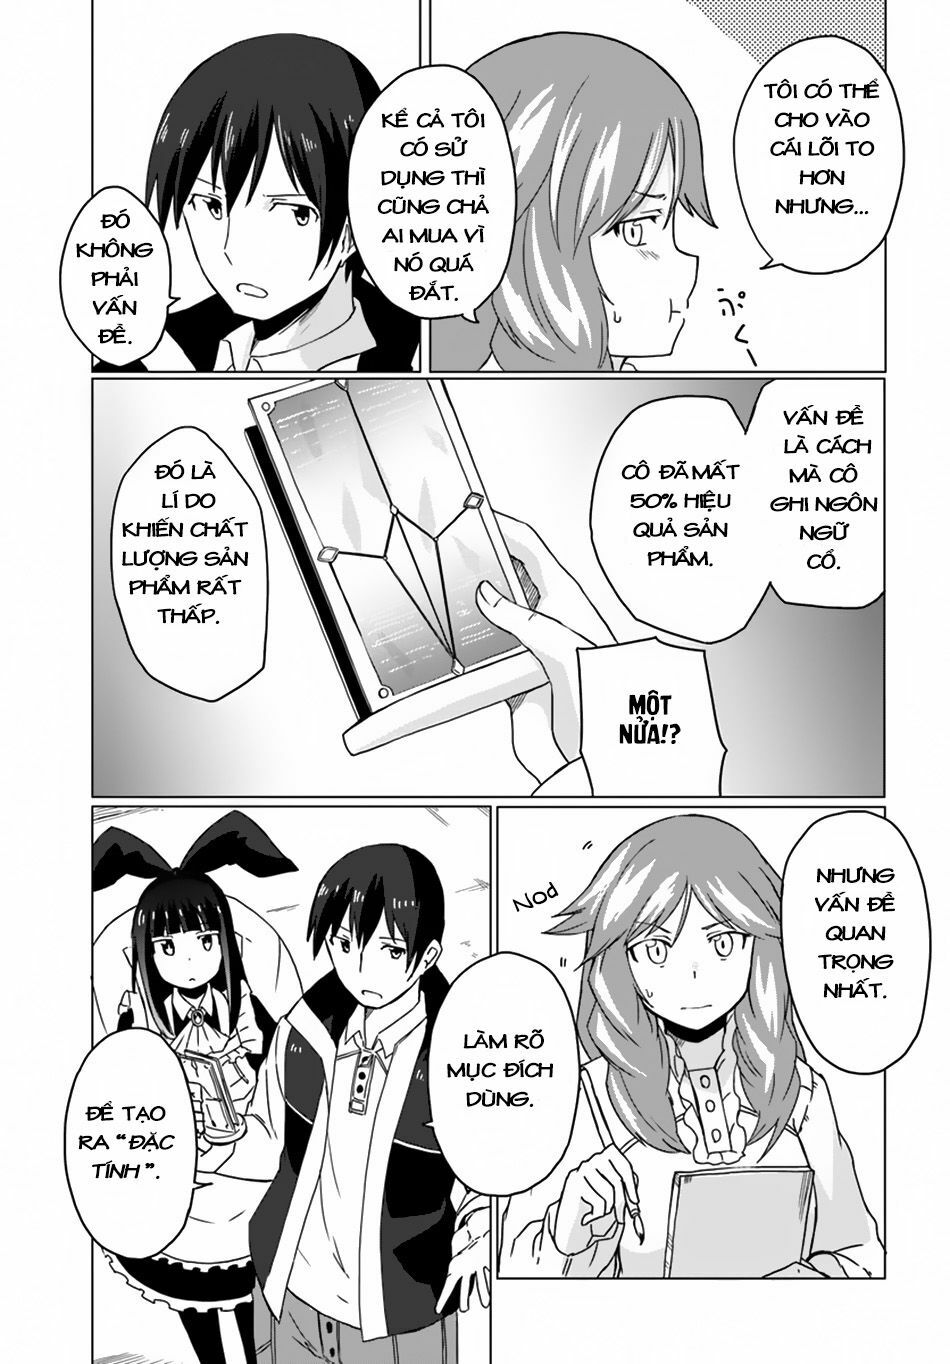 TÔI CÓ THỂ
CHO VÀO
CÁI LÕI TO
HƠN
NHƯNG...
ぷくー
KỂ CẢ TÔI
CÓ SỬ
DỤNG THÌ
CŨNG CHẢ
AI MUA VÌ
NÓ QUÁ
ĐẮT.
ĐÓ
KHÔNG
PHẢI
VẤN
ĐỀ.
VẤN ĐỀ
LÀ CÁCH
MÀ CÔ
GHI NGÔN
NGỮ
CỔ.
CÔ ĐÃ MẤT
50% HIỆU
QUẢ SẢN
PHẨM.
ĐÓ LÀ
LÍ DO
KHIẾN CHẤT
LƯỢNG SẢN
PHẨM RẤT
THẤP.
MỘT
NỬA!?
NHƯNG
VẤN ĐỀ
QUAN
TRỌNG
NHẤT.
Nod
LÀM RÕ
MỤC ĐÍCH
DÙNG.
ĐỂ TẠO
RA “ĐẶC
TÍNH”.